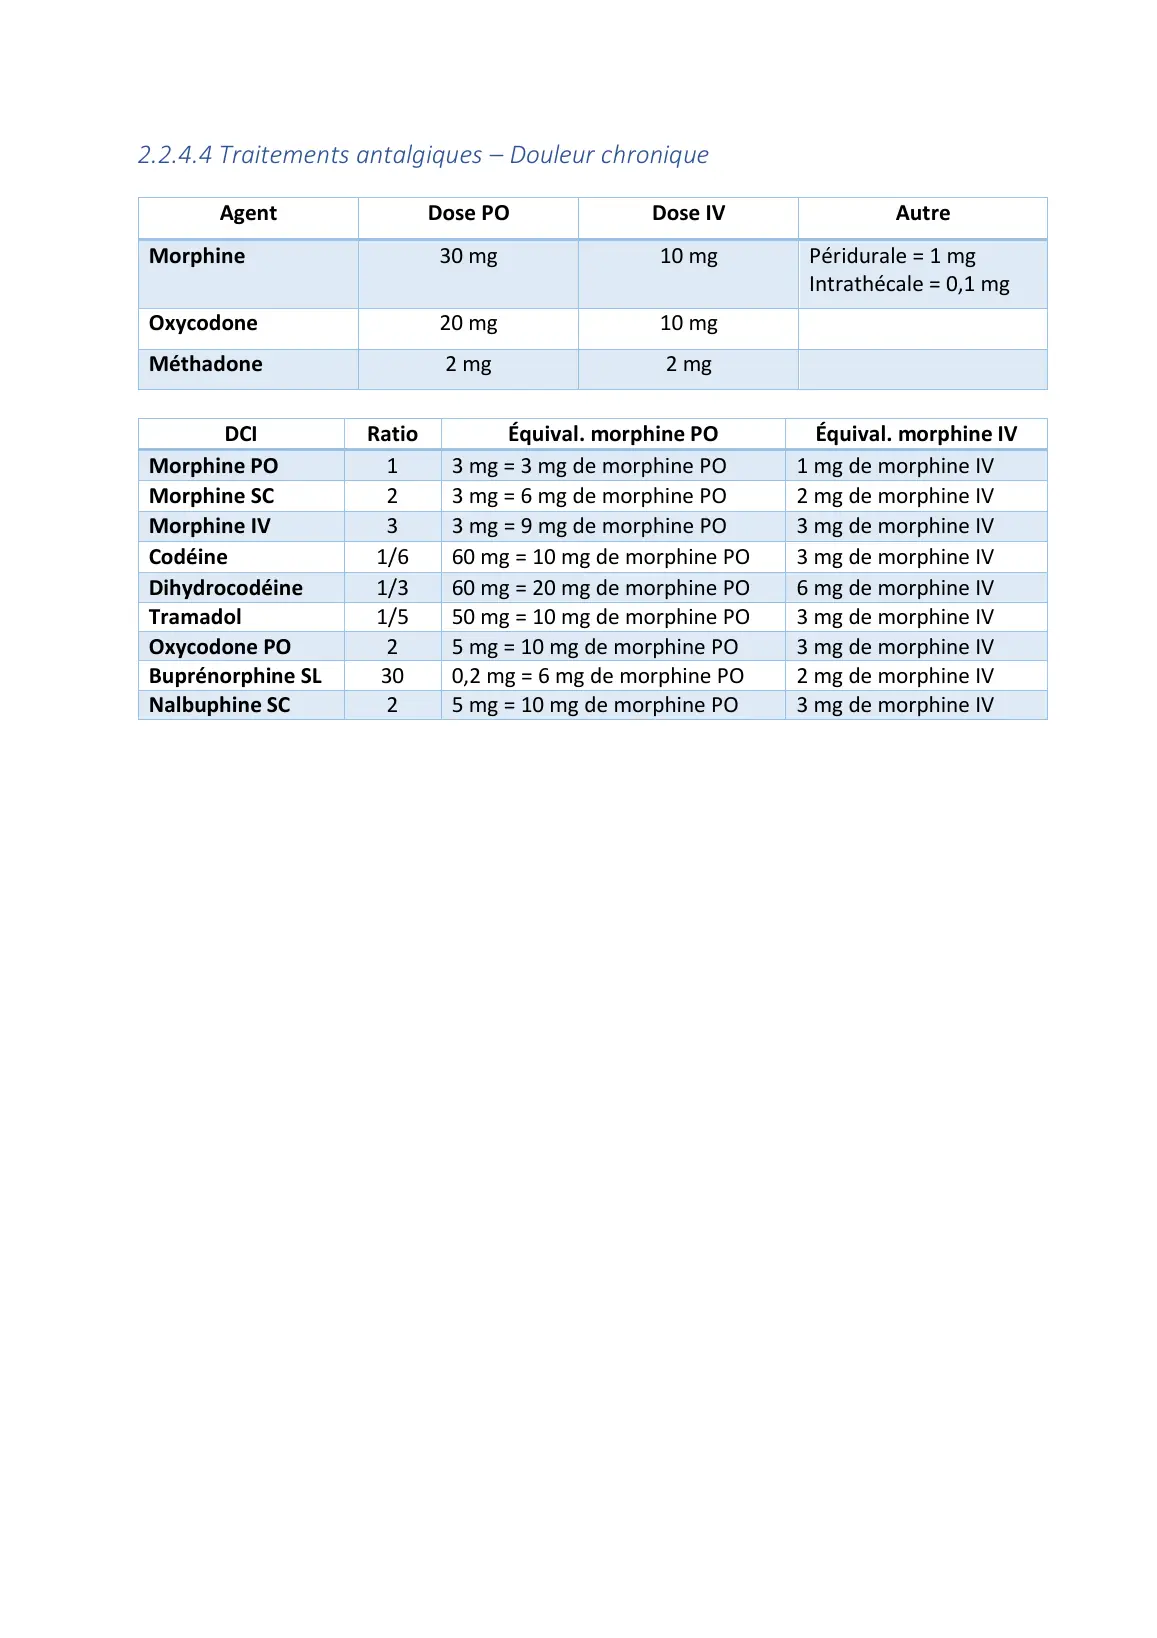 2.2.4.4 Traitements antalgiques – Douleur chronique
Agent Dose PO Dose IV Autre
Morphine 30 mg 10 mg Péridurale = 1 mg
Intrathécale = 0,1 mg
Oxycodone 20 mg 10 mg
Méthadone 2 mg 2 mg
DCI Ratio Équival. morphine PO Équival. morphine IV
Morphine PO 1 3 mg = 3 mg de morphine PO 1 mg de morphine IV
Morphine SC 2 3 mg = 6 mg de morphine PO 2 mg de morphine IV
Morphine IV 3 3 mg = 9 mg de morphine PO 3 mg de morphine IV
Codéine 1/6 60 mg = 10 mg de morphine PO 3 mg de morphine IV
Dihydrocodéine 1/3 60 mg = 20 mg de morphine PO 6 mg de morphine IV
Tramadol 1/5 50 mg = 10 mg de morphine PO 3 mg de morphine IV
Oxycodone PO 2 5 mg = 10 mg de morphine PO 3 mg de morphine IV
Buprénorphine SL 30 0,2 mg = 6 mg de morphine PO 2 mg de morphine IV
Nalbuphine SC 2 5 mg = 10 mg de morphine PO 3 mg de morphine IV